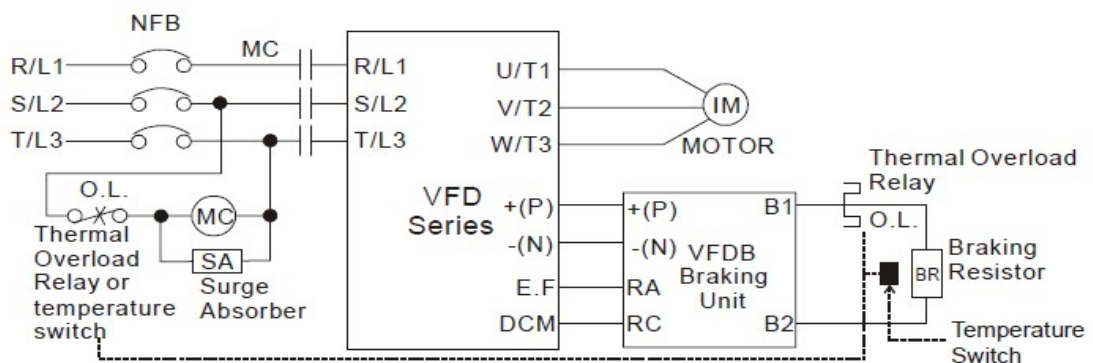 NFB
MC
R/L1
R/L1
U/T1
S/L2
S/L2
V/T2
IM
T/L3
T/L3
W/T3
MOTOR
O.L.
MC
Thermal
Overload
Relay or
temperature
switch
SA
Surge
Absorber
VFD
Series
+(P)
-(N)
E.F
DCM
+(P)
-(N)
RA
RC
VFDB
Braking
Unit
B1
B2
Thermal Overload
Relay
O.L.
BR
Braking
Resistor
Temperature
Switch